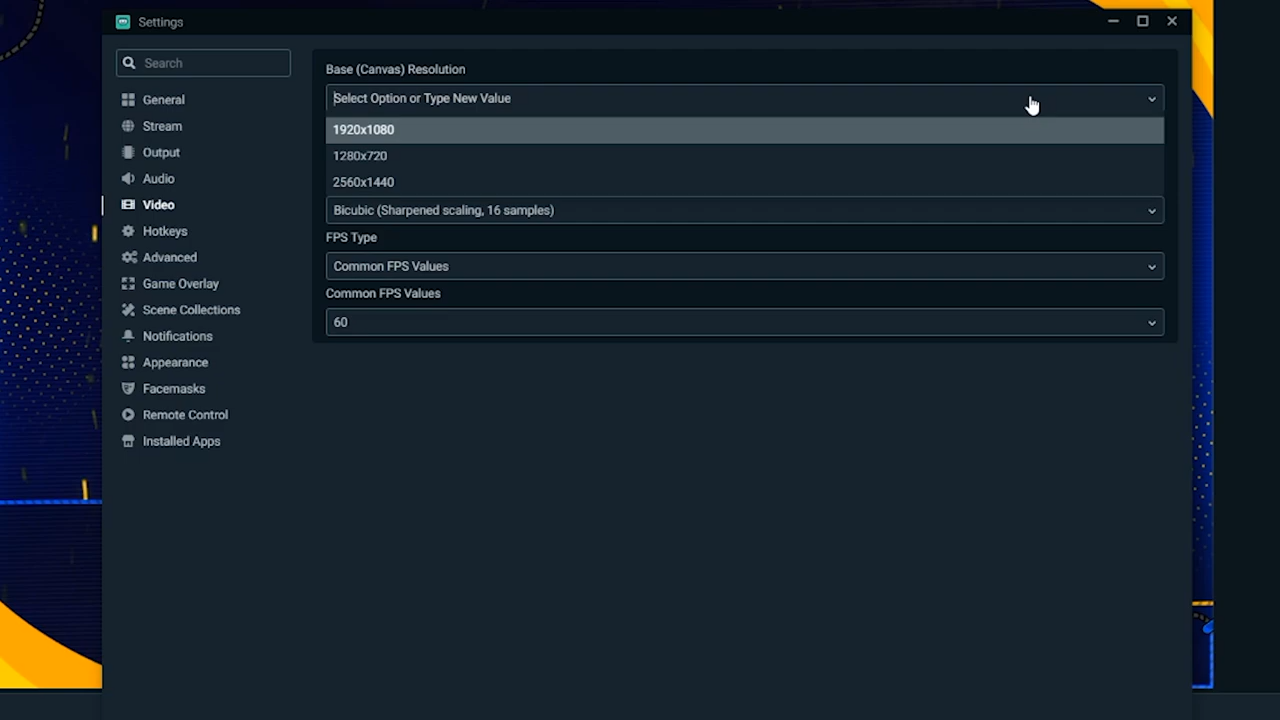 Settings
Search
General
Stream
Output
Audio
Video
Hotkeys
Advanced
Game Overlay
Scene Collections
Notifications
Appearance
Facemasks
Remote Control
Installed Apps
Base (Canvas) Resolution
Select Option or Type New Value
1920x1080
1280x720
2560x1440
Bicubic (Sharpened scaling, 16 samples)
FPS Type
Common FPS Values
Common FPS Values
60